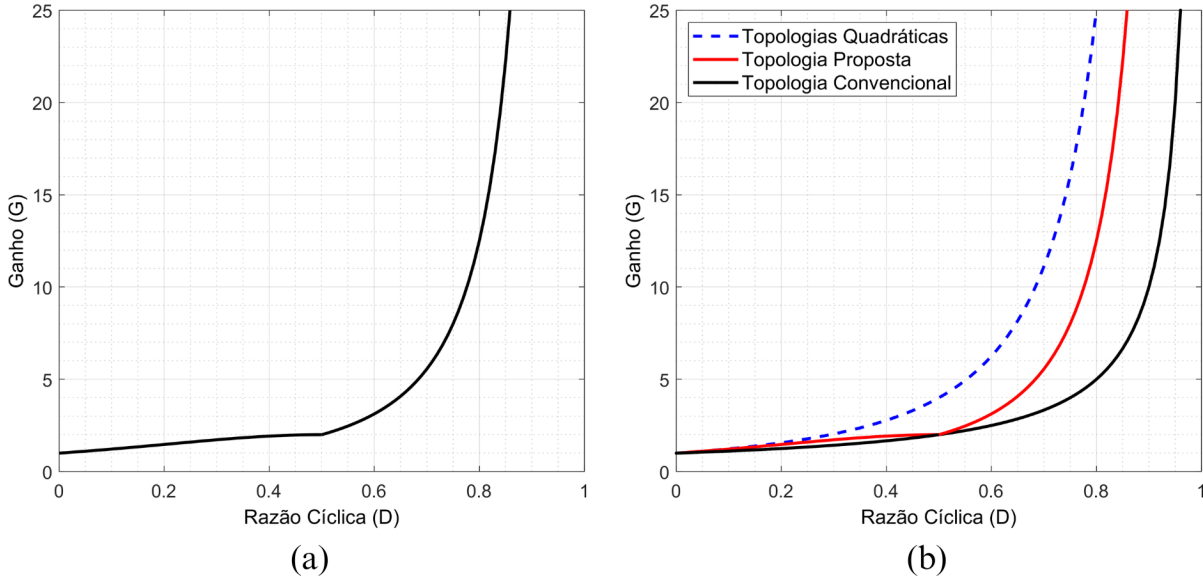 25
20
15
10
5
0
0
0.2
0.4
0.6
0.8
1
Ganho (G)
Razão Cíclica (D)
(a)
25
20
15
10
5
0
0
0.2
0.4
0.6
0.8
1
Ganho (G)
Razão Cíclica (D)
Topologias Quadráticas
Topologia Proposta
Topologia Convencional
(b)